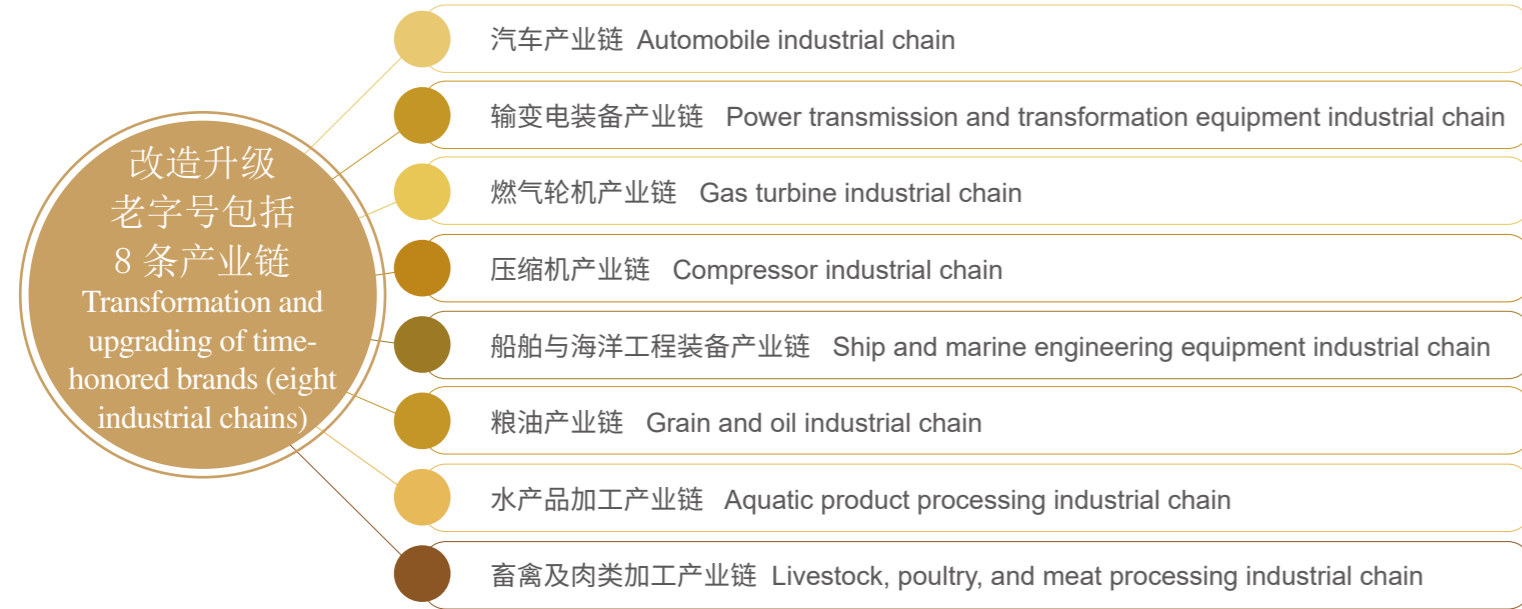 改造升级
老字号包括
8 条产业链
Transformation and
upgrading of time-
honored brands (eight
industrial chains)
汽车产业链 Automobile industrial chain
输变电装备产业链 Power transmission and transformation equipment industrial chain
燃气轮机产业链 Gas turbine industrial chain
压缩机产业链 Compressor industrial chain
船舶与海洋工程装备产业链 Ship and marine engineering equipment industrial chain
粮油产业链 Grain and oil industrial chain
水产品加工产业链 Aquatic product processing industrial chain
畜禽及肉类加工产业链 Livestock, poultry, and meat processing industrial chain